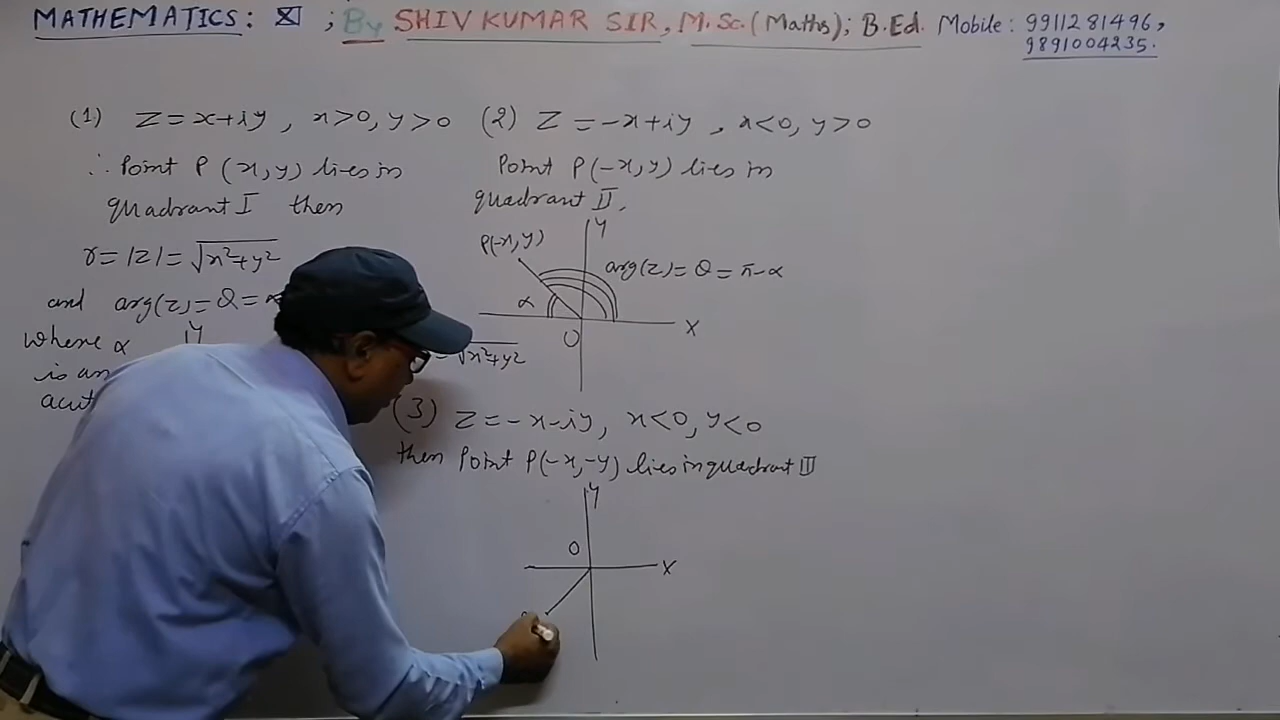 MATHEMATICS: XI ; By SHIV KUMAR SIR, M.Sc.(Maths); B.Ed. Mobile: 9911281496,
9891004235.
(1) Z=x+iy, x>0, y>0
∴ Point P(x,y) lies in
quadrant I then
r=|z|=√x²+y²
and arg(z)=θ=
where α
is an
y
(2) Z=-x+iy, x<0, y>0
Point P(-x,y) lies in
quadrant II.
y
P(-x,y)
arg(z)=θ=π-α
α
X
O
=√x²+y²
(3) Z=-x-iy, x<0, y<0
then Point P(-x,-y) lies in quadrant III
y
O
X